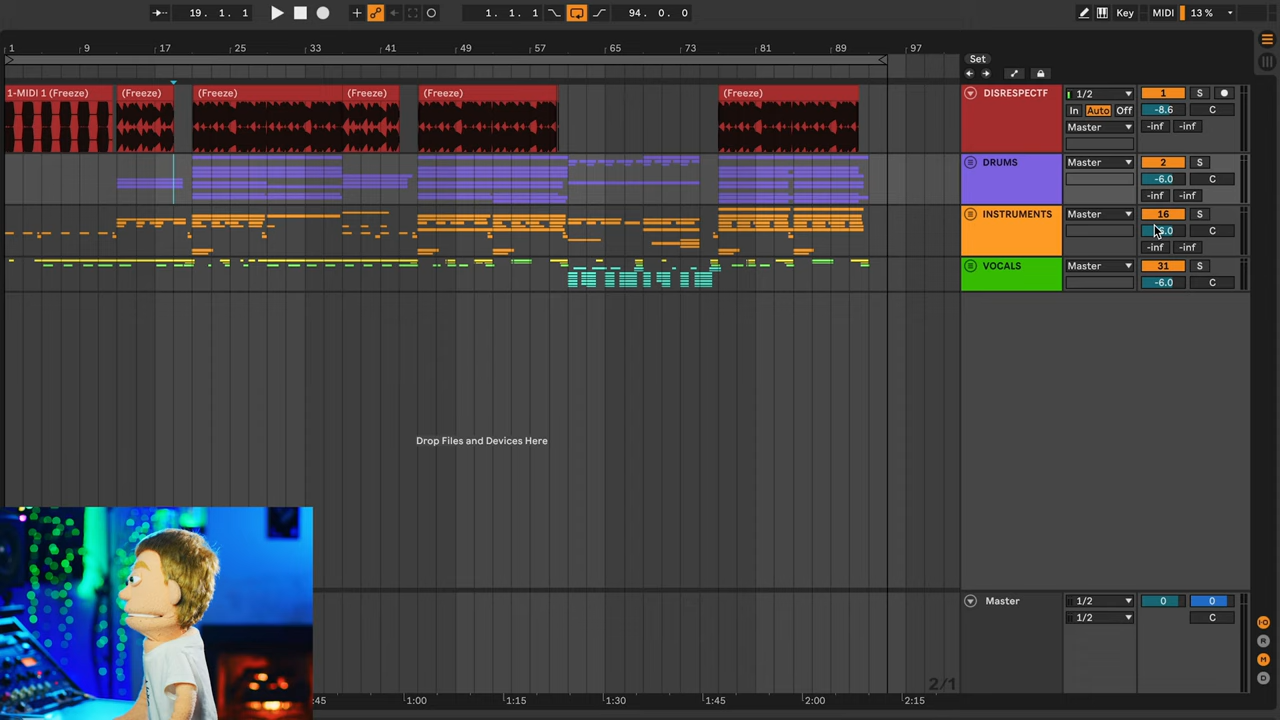 19. 1. 1
1. 1. 1
94. 0. 0
Key
MIDI
13 %
1
9
17
25
33
41
49
57
65
73
81
89
97
Set
1-MIDI 1 (Freeze)
(Freeze)
(Freeze)
(Freeze)
(Freeze)
(Freeze)
DISRESPECTF
1/2
1
S
In
Auto
Off
-8.6
C
Master
-inf
-inf
DRUMS
Master
2
S
-6.0
C
-inf
-inf
INSTRUMENTS
Master
16
S
6.0
C
-inf
-inf
VOCALS
Master
31
S
-6.0
C
Drop Files and Devices Here
Master
1/2
0
0
1/2
C
2/1
:45
1:00
1:15
1:30
1:45
2:00
2:15
R
M
D